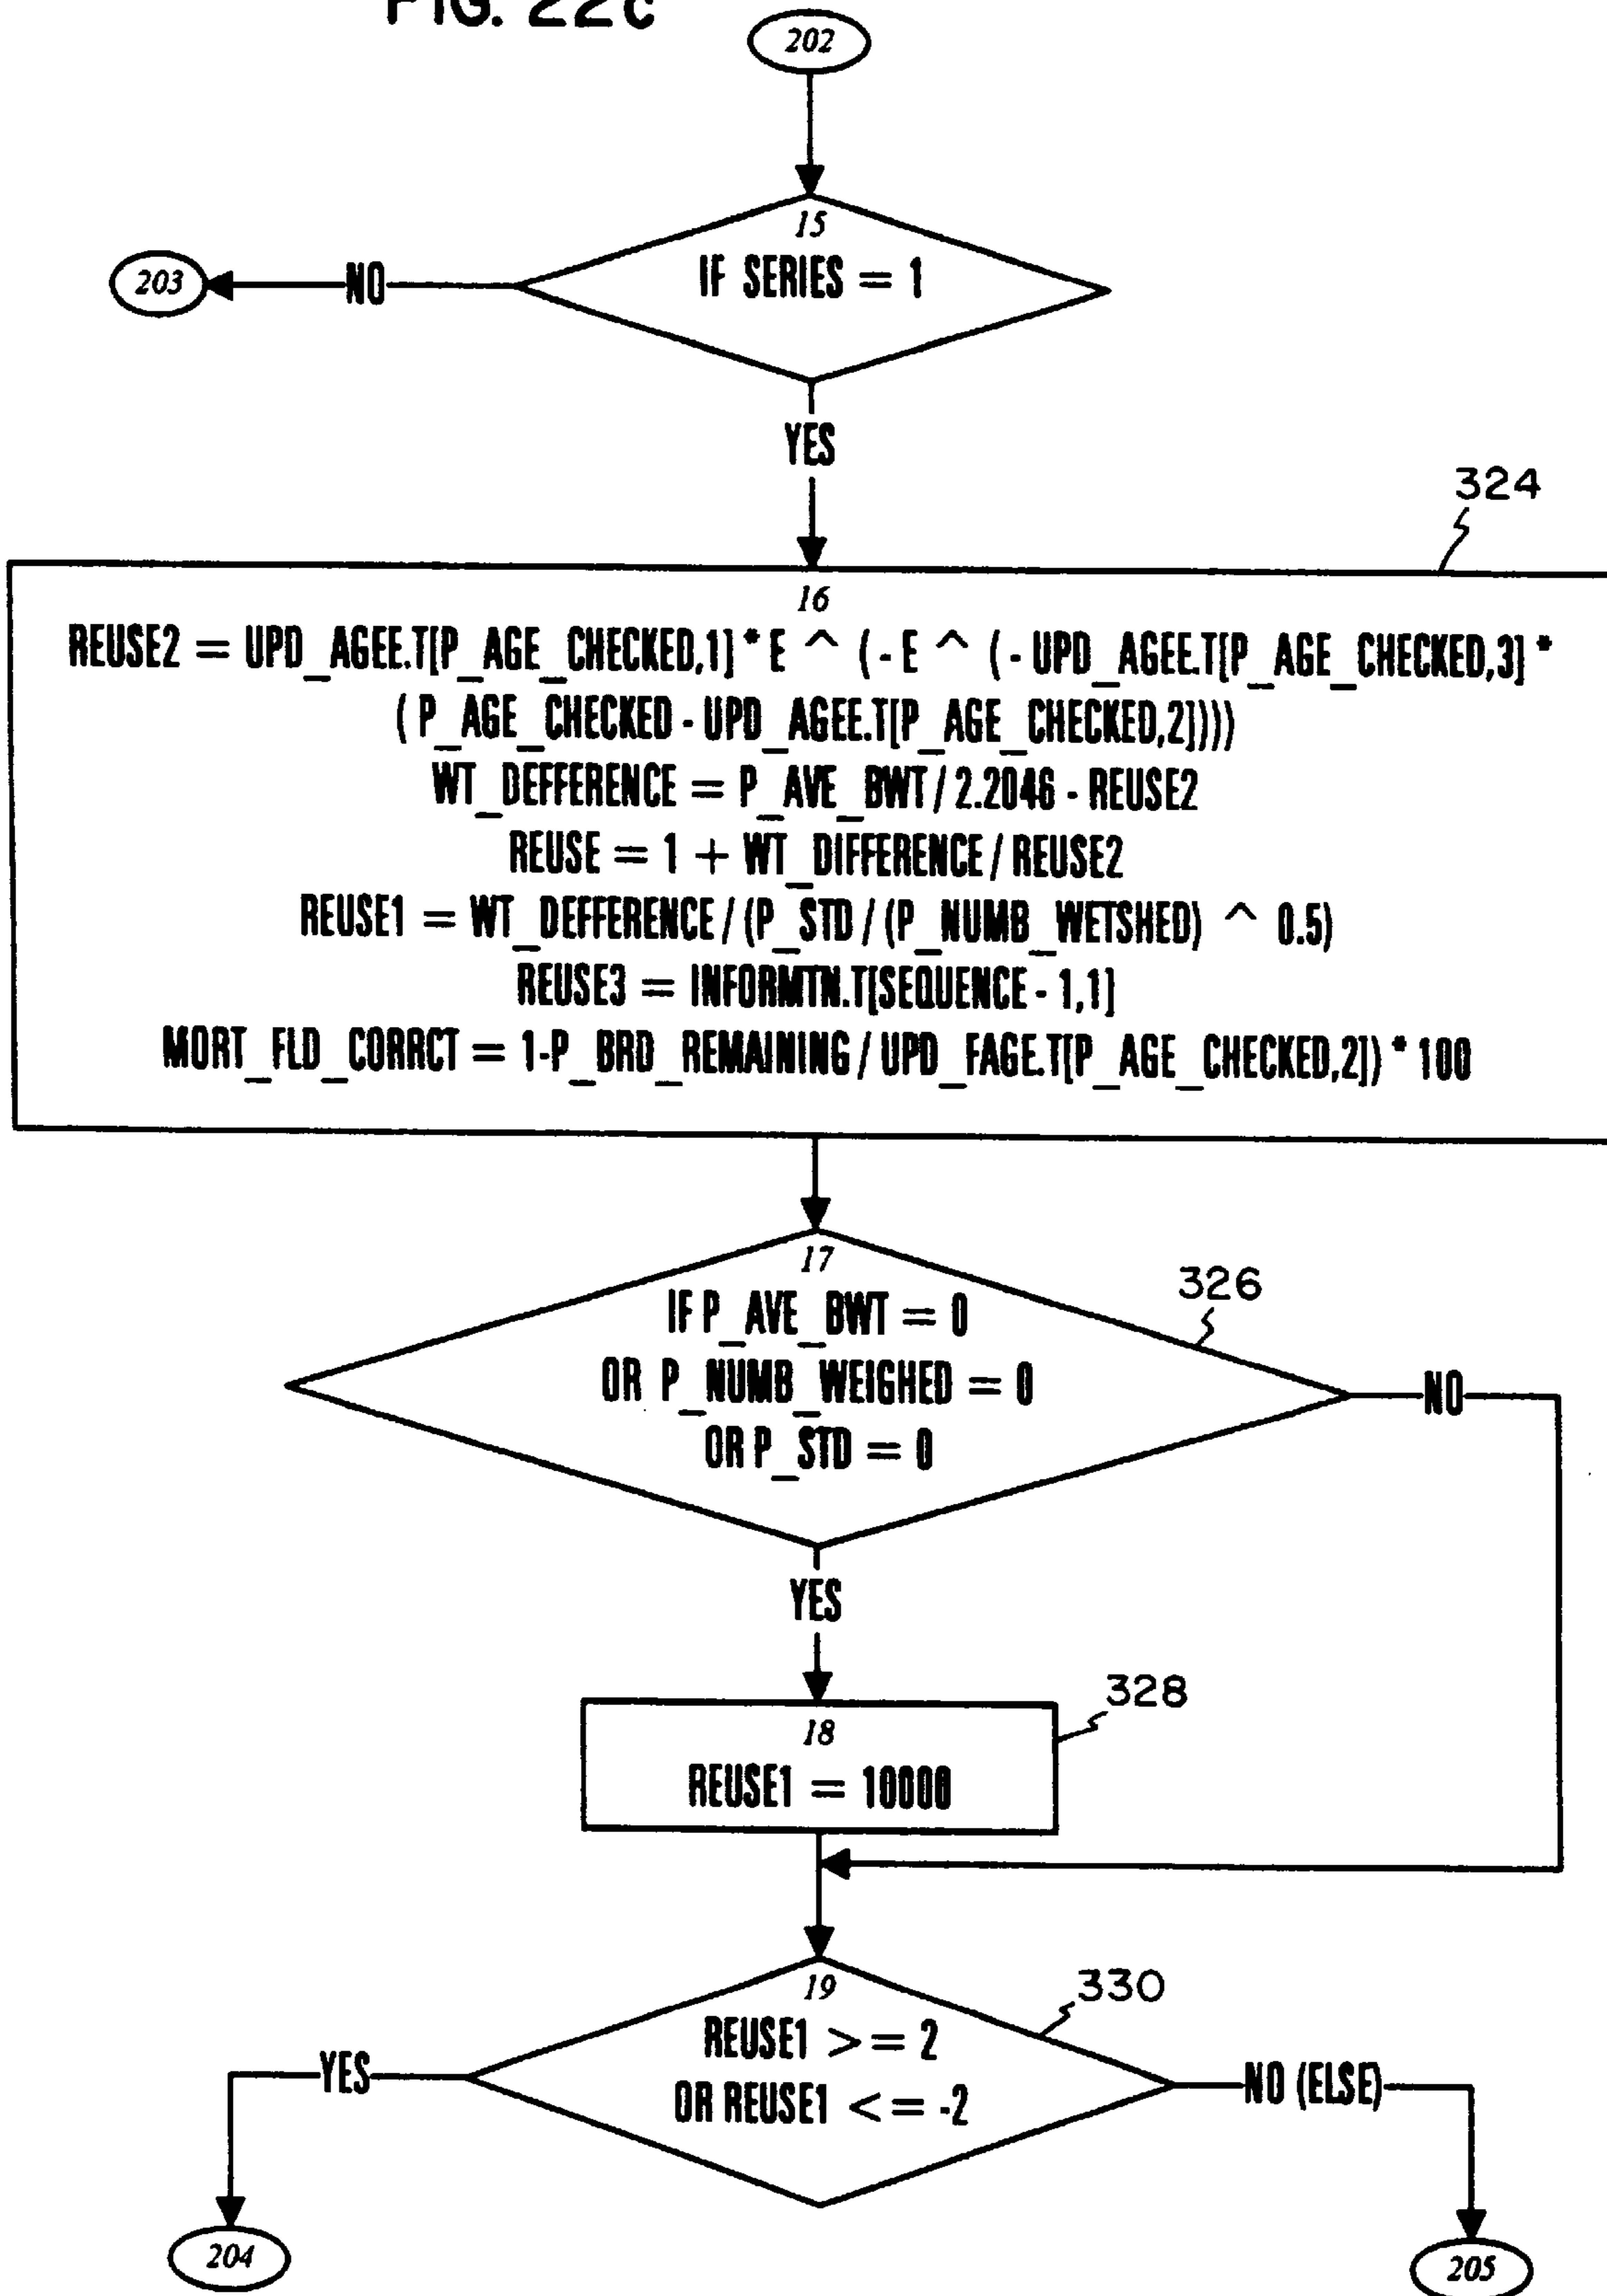 FIG. 22c
202
15
IF SERIES = 1
NO
203
YES
324
16
REUSE2 = UPD_AGEE.T[P_AGE_CHECKED,1] * E ^ (- E ^ (- UPD_AGEE.T[P_AGE_CHECKED,3] *
( P_AGE_CHECKED - UPD_AGEE.T[P_AGE_CHECKED,2])))
WT_DEFFERENCE = P_AVE_BWT / 2.2046 - REUSE2
REUSE = 1 + WT_DIFFERENCE / REUSE2
REUSE1 = WT_DEFFERENCE / (P_STD / (P_NUMB_WETSHED) ^ 0.5)
REUSE3 = INFORMTN.T[SEQUENCE - 1,1]
MORT_FLD_CORRCT = 1-P_BRD_REMAINING / UPD_FAGE.T[P_AGE_CHECKED,2]) * 100
17
326
IF P_AVE_BWT = 0
OR P_NUMB_WEIGHED = 0
OR P_STD = 0
NO
YES
328
18
REUSE1 = 10000
19
330
REUSE1 > = 2
OR REUSE1 < = -2
YES
NO (ELSE)
204
205